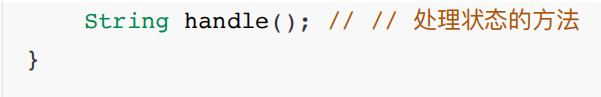 String handle(); // // 处理状态的方法
}